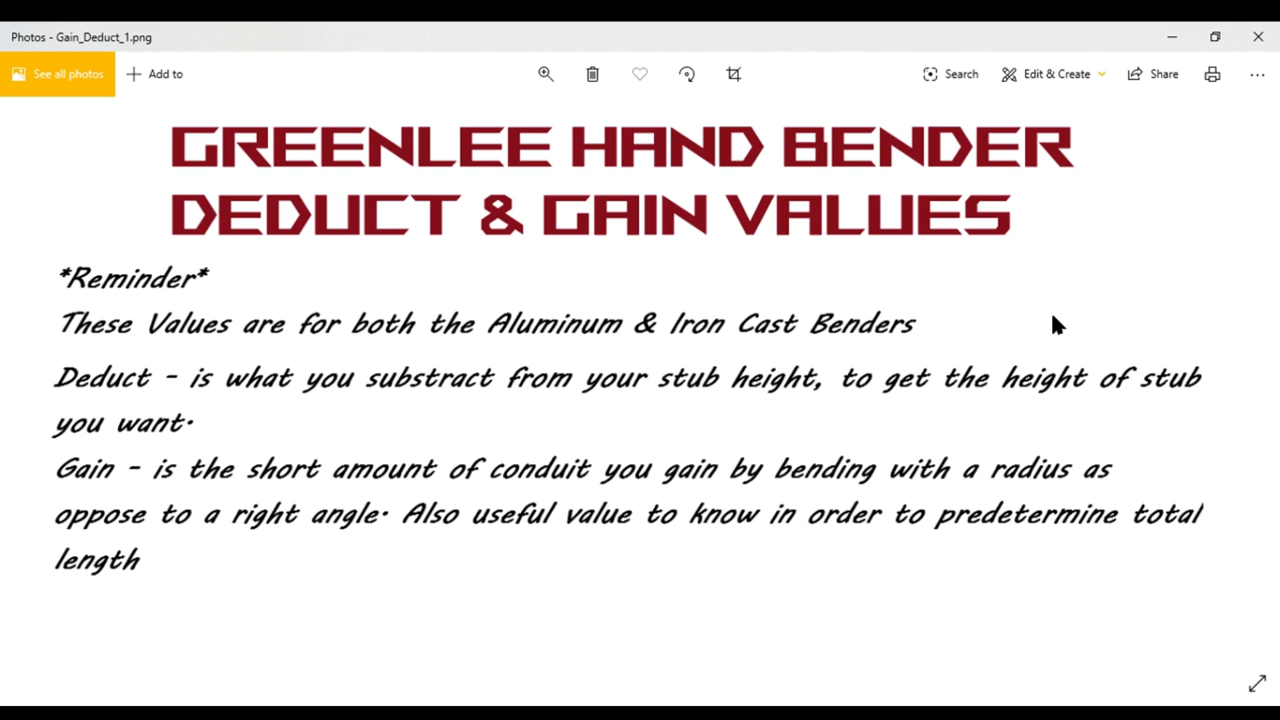 Photos - Gain_Deduct_1.png
See all photos
Add to
Search
Edit & Create
Share
GREENLEE HAND BENDER
DEDUCT & GAIN VALUES
*Reminder*
These Values are for both the Aluminum & Iron Cast Benders
Deduct - is what you substract from your stub height, to get the height of stub
you want.
Gain - is the short amount of conduit you gain by bending with a radius as
oppose to a right angle. Also useful value to know in order to predetermine total
length